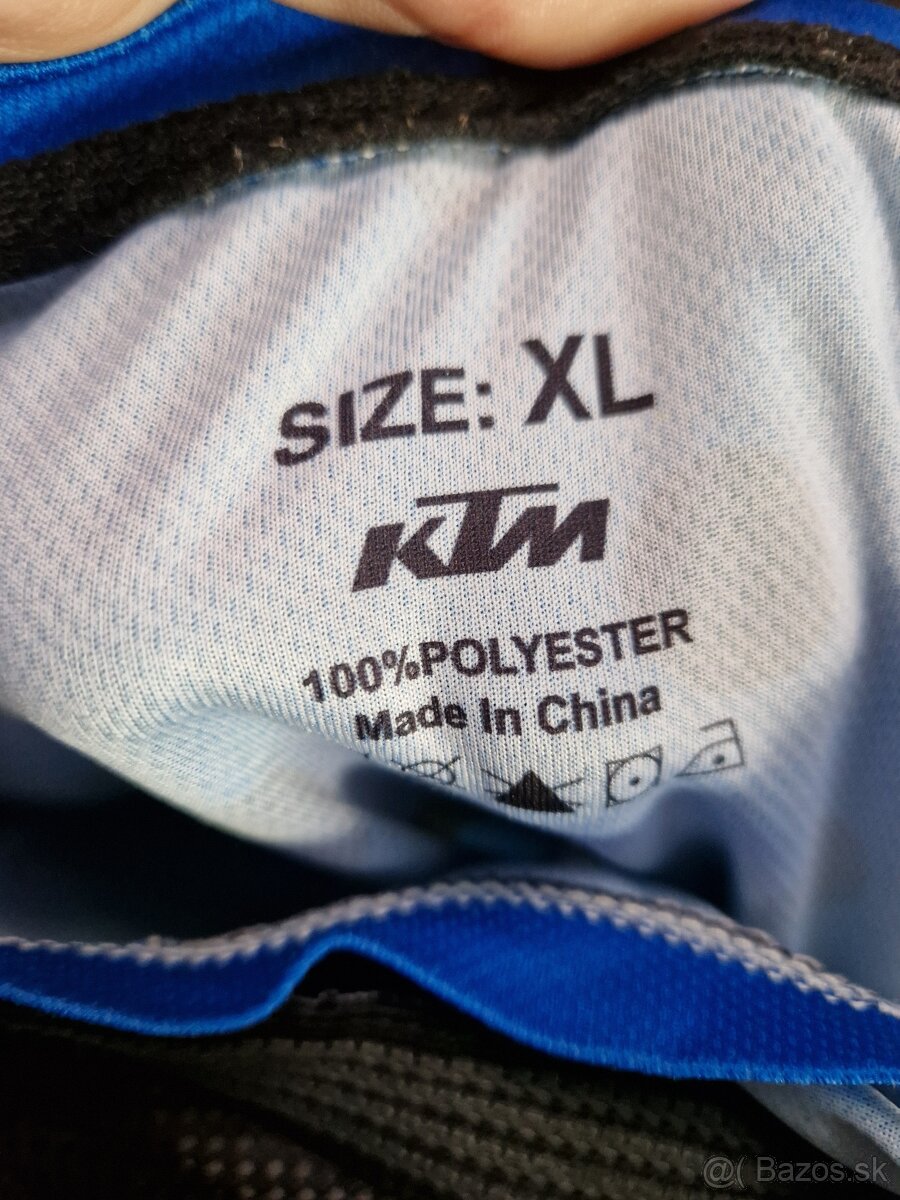 SIZE: XL
KTM
100%POLYESTER
Made In China
@( Bazos.sk